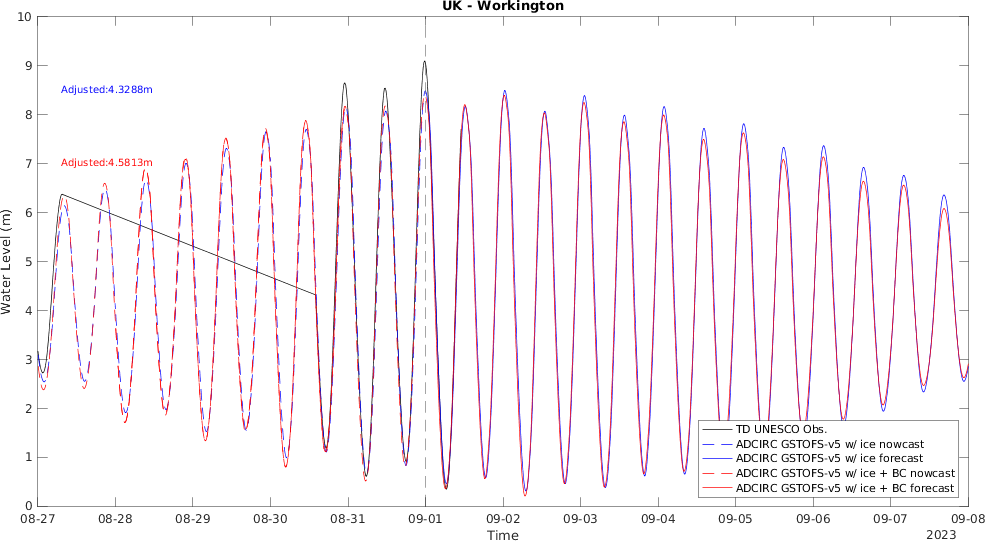 UK - Workington
10
9
8
7
6
5
4
3
2
1
0
Water Level (m)
Adjusted:4.3288m
Adjusted:4.5813m
TD UNESCO Obs.
ADCIRC GSTOFS-v5 w/ ice nowcast
ADCIRC GSTOFS-v5 w/ ice forecast
ADCIRC GSTOFS-v5 w/ ice + BC nowcast
ADCIRC GSTOFS-v5 w/ ice + BC forecast
08-27 08-28 08-29 08-30 08-31 09-01 09-02 09-03 09-04 09-05 09-06 09-07 09-08
Time
2023